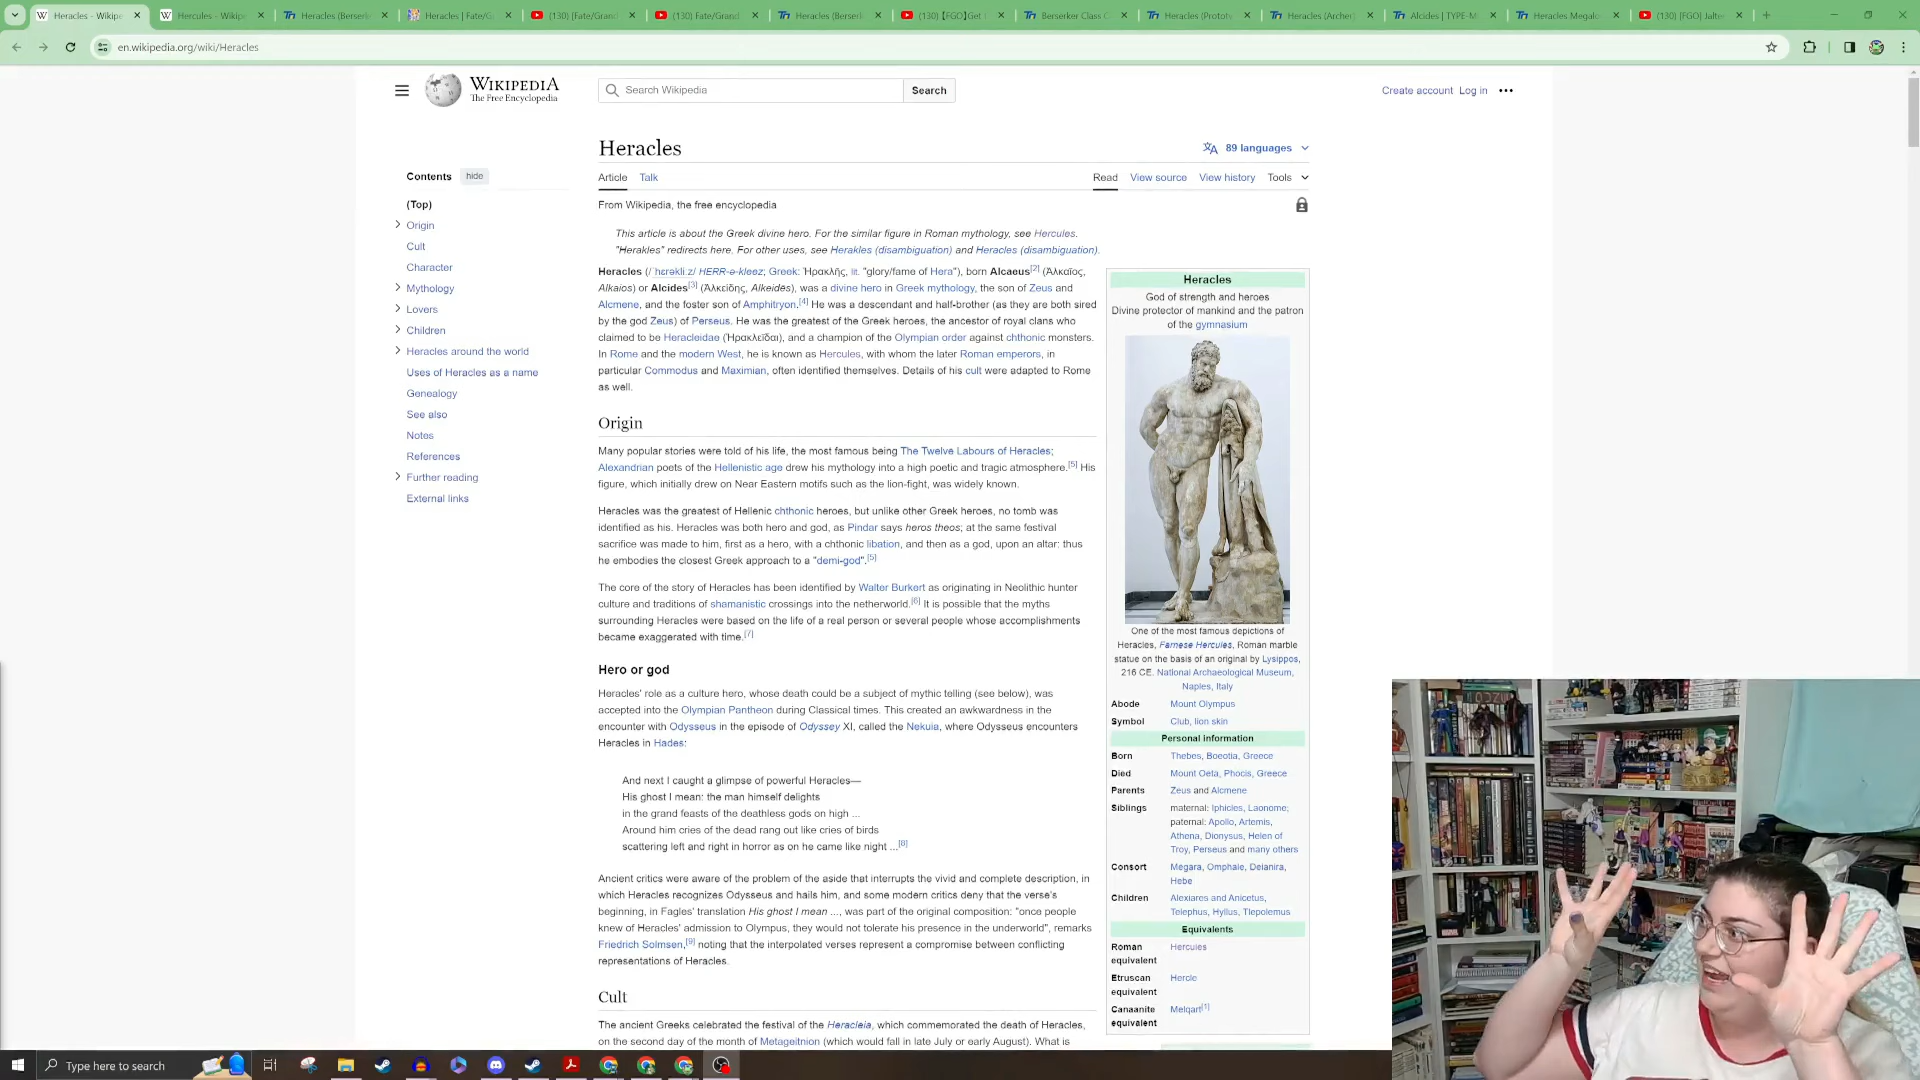 Heracles - Wikipe
Hercules - Wikipe
Heracles (Berserk
Heracles | Fate/G
(130) [Fate/Grand
(130) Fate/Grand
Heracles (Berserk
(130) 【FGO】Get
Berserker Class
Heracles (Prototy
Heracles (Archer)
Alcides | TYPE-M
Heracles Megalo
(130) [FGO] Jalter
en.wikipedia.org/wiki/Heracles
WIKIPEDIA
The Free Encyclopedia
Search Wikipedia
Search
Create account Log in
Heracles
89 languages
Article Talk
Read View source View history Tools
From Wikipedia, the free encyclopedia
Contents hide
(Top)
Origin
Cult
Character
Mythology
Lovers
Children
Heracles around the world
Uses of Heracles as a name
Genealogy
See also
Notes
References
Further reading
External links
This article is about the Greek divine hero. For the similar figure in Roman mythology, see Hercules.
"Herakles" redirects here. For other uses, see Herakles (disambiguation) and Heracles (disambiguation).
Heracles (/ˈhɛrəkliːz/ HERR-ə-kleez; Greek: Ἡρακλῆς, lit. "glory/fame of Hera"), born Alcaeus[2] (Ἀλκαῖος,
Alkaios) or Alcides[3] (Ἀλκείδης, Alkeidēs), was a divine hero in Greek mythology, the son of Zeus and
Alcmene, and the foster son of Amphitryon.[4] He was a descendant and half-brother (as they are both sired
by the god Zeus) of Perseus. He was the greatest of the Greek heroes, the ancestor of royal clans who
claimed to be Heracleidae (Ἡρακλεῖδαι), and a champion of the Olympian order against chthonic monsters.
In Rome and the modern West, he is known as Hercules, with whom the later Roman emperors, in
particular Commodus and Maximian, often identified themselves. Details of his cult were adapted to Rome
as well.
Origin
Many popular stories were told of his life, the most famous being The Twelve Labours of Heracles;
Alexandrian poets of the Hellenistic age drew his mythology into a high poetic and tragic atmosphere.[5] His
figure, which initially drew on Near Eastern motifs such as the lion-fight, was widely known.
Heracles was the greatest of Hellenic chthonic heroes, but unlike other Greek heroes, no tomb was
identified as his. Heracles was both hero and god, as Pindar says heros theos; at the same festival
sacrifice was made to him, first as a hero, with a chthonic libation, and then as a god, upon an altar: thus
he embodies the closest Greek approach to a "demi-god".[5]
The core of the story of Heracles has been identified by Walter Burkert as originating in Neolithic hunter
culture and traditions of shamanistic crossings into the netherworld.[6] It is possible that the myths
surrounding Heracles were based on the life of a real person or several people whose accomplishments
became exaggerated with time.[7]
Hero or god
Heracles' role as a culture hero, whose death could be a subject of mythic telling (see below), was
accepted into the Olympian Pantheon during Classical times. This created an awkwardness in the
encounter with Odysseus in the episode of Odyssey XI, called the Nekuia, where Odysseus encounters
Heracles in Hades:
And next I caught a glimpse of powerful Heracles—
His ghost I mean: the man himself delights
in the grand feasts of the deathless gods on high ...
Around him cries of the dead rang out like cries of birds
scattering left and right in horror as on he came like night ...[8]
Ancient critics were aware of the problem of the aside that interrupts the vivid and complete description, in
which Heracles recognizes Odysseus and hails him, and some modern critics deny that the verse's
beginning, in Fagles' translation His ghost I mean ..., was part of the original composition: "once people
knew of Heracles' admission to Olympus, they would not tolerate his presence in the underworld", remarks
Friedrich Solmsen,[9] noting that the interpolated verses represent a compromise between conflicting
representations of Heracles.
Cult
The ancient Greeks celebrated the festival of the Heracleia, which commemorated the death of Heracles,
on the second day of the month of Metageitnion (which would fall in late July or early August). What is
Heracles
God of strength and heroes
Divine protector of mankind and the patron
of the gymnasium
One of the most famous depictions of
Heracles, Farnese Hercules, Roman marble
statue on the basis of an original by Lysippos,
216 CE. National Archaeological Museum,
Naples, Italy
Abode Mount Olympus
Symbol Club, lion skin
Personal information
Born Thebes, Boeotia, Greece
Died Mount Oeta, Phocis, Greece
Parents Zeus and Alcmene
Siblings maternal: Iphicles, Laonome;
paternal: Apollo, Artemis,
Athena, Dionysus, Helen of
Troy, Perseus and many others
Consort Megara, Omphale, Deianira,
Hebe
Children Alexiares and Anicetus,
Telephus, Hyllus, Tlepolemus
Equivalents
Roman equivalent Hercules
Etruscan equivalent Hercle
Canaanite equivalent Melqart[1]
Type here to search